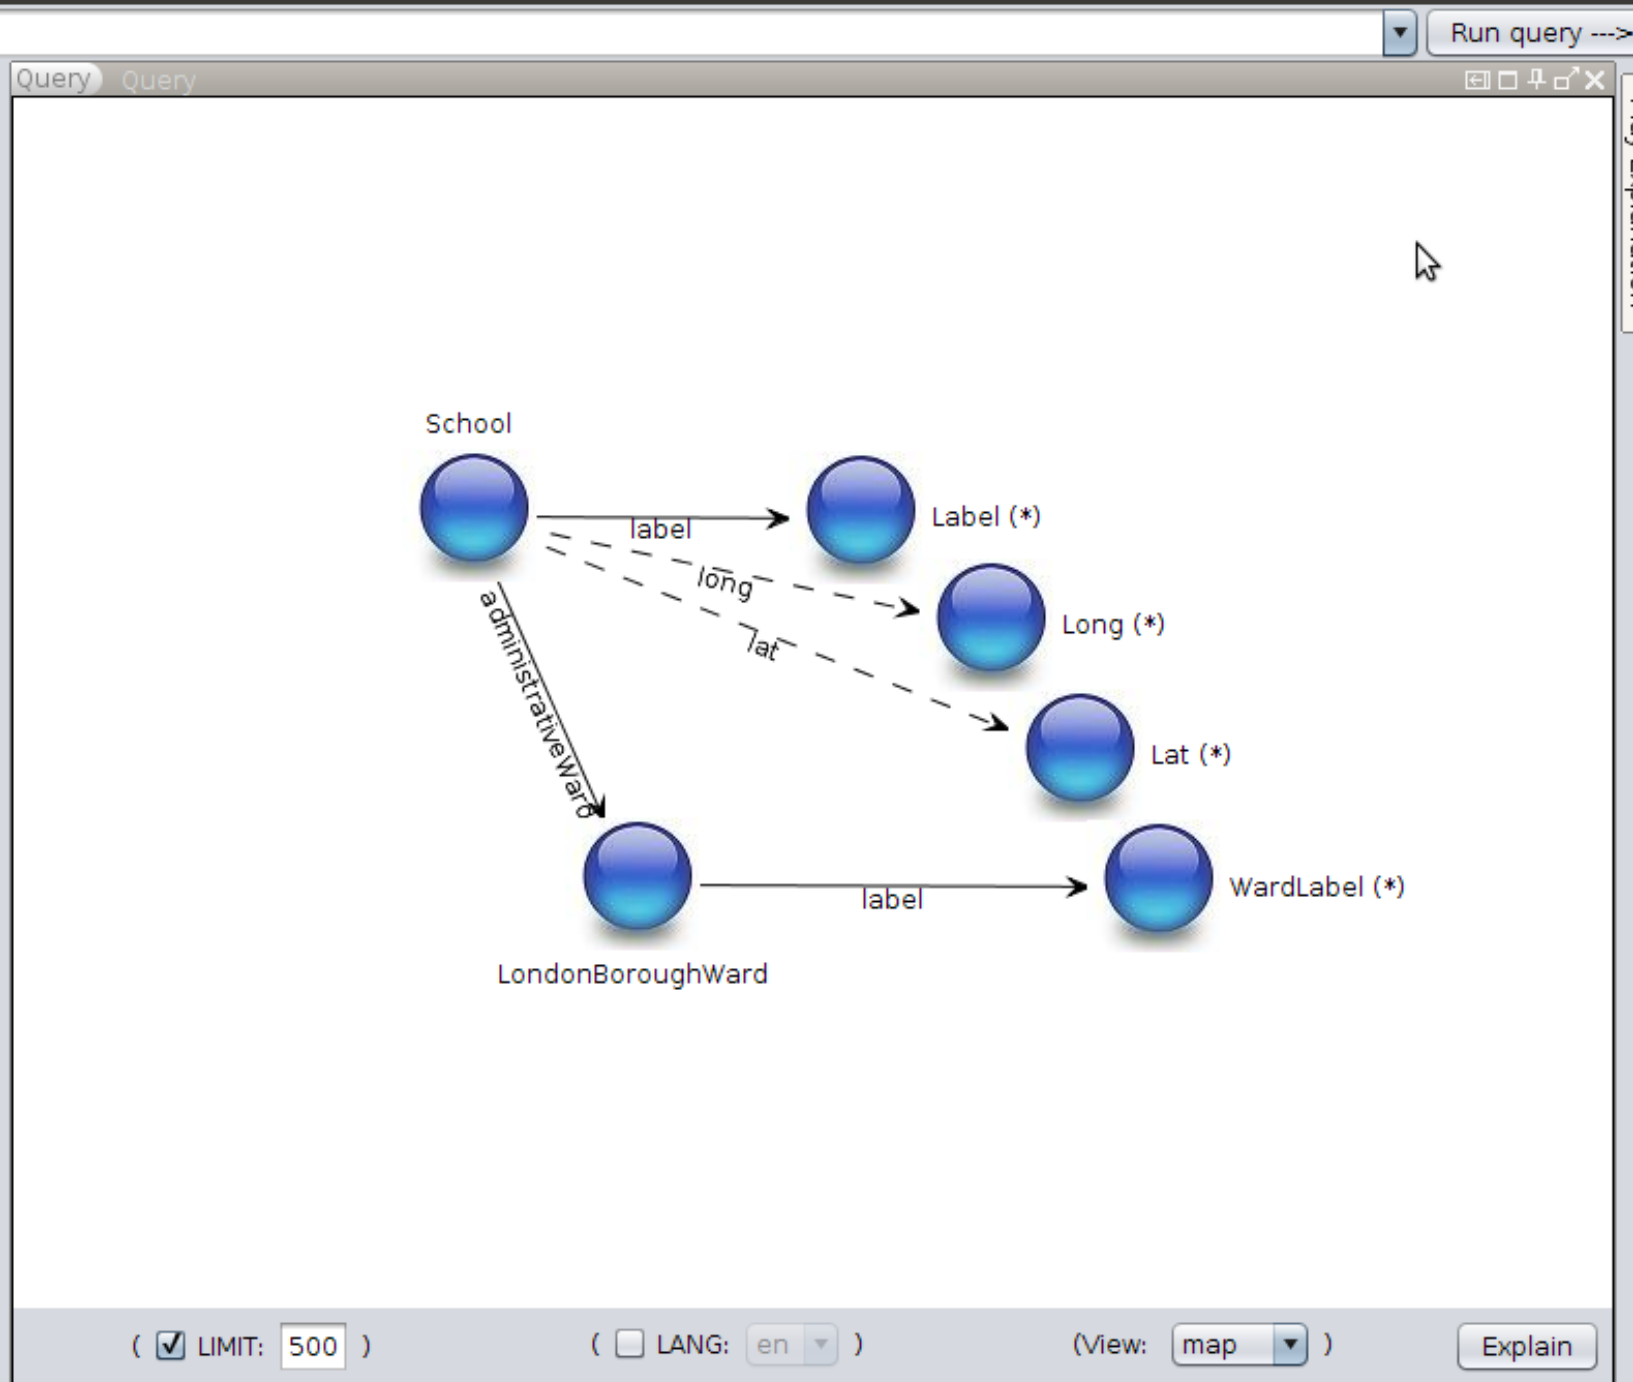 Run query --->
Query Query
School
label
Label (*)
long
Long (*)
lat
Lat (*)
administrativeWard
label
WardLabel (*)
LondonBoroughWard
( LIMIT: 500 ) ( LANG: en ) (View: map ) Explain